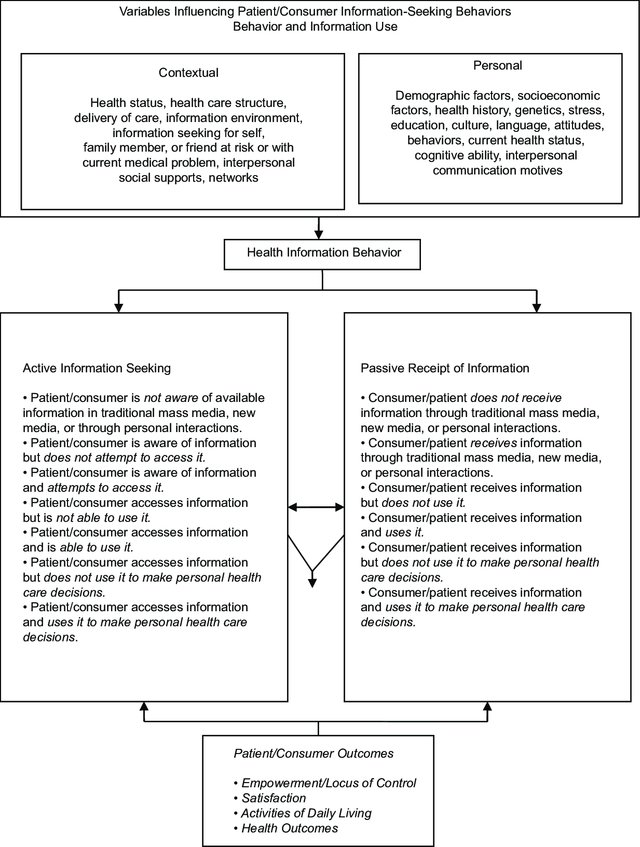 Variables Influencing Patient/Consumer Information-Seeking Behaviors
Behavior and Information Use
Contextual
Health status, health care structure,
delivery of care, information environment,
information seeking for self,
family member, or friend at risk or with
current medical problem, interpersonal
social supports, networks
Personal
Demographic factors, socioeconomic
factors, health history, genetics, stress,
education, culture, language, attitudes,
behaviors, current health status,
cognitive ability, interpersonal
communication motives
Health Information Behavior
Active Information Seeking
• Patient/consumer is not aware of available
information in traditional mass media, new
media, or through personal interactions.
• Patient/consumer is aware of information
but does not attempt to access it.
• Patient/consumer is aware of information
and attempts to access it.
• Patient/consumer accesses information
but is not able to use it.
• Patient/consumer accesses information
and is able to use it.
• Patient/consumer accesses information
but does not use it to make personal health
care decisions.
• Patient/consumer accesses information
and uses it to make personal health care
decisions.
Passive Receipt of Information
• Consumer/patient does not receive
information through traditional mass media,
new media, or personal interactions.
• Consumer/patient receives information
through traditional mass media, new media,
or personal interactions.
• Consumer/patient receives information
but does not use it.
• Consumer/patient receives information
and uses it.
• Consumer/patient receives information
but does not use it to make personal health
care decisions.
• Consumer/patient receives information
and uses it to make personal health care
decisions.
Patient/Consumer Outcomes
• Empowerment/Locus of Control
• Satisfaction
• Activities of Daily Living
• Health Outcomes